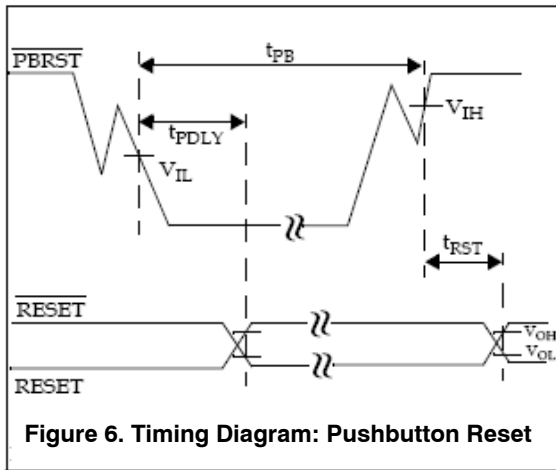 PBRST
tPB
tPDLY
VIH
VIL
tRST
RESET
VOH
VOL
RESET
Figure 6. Timing Diagram: Pushbutton Reset